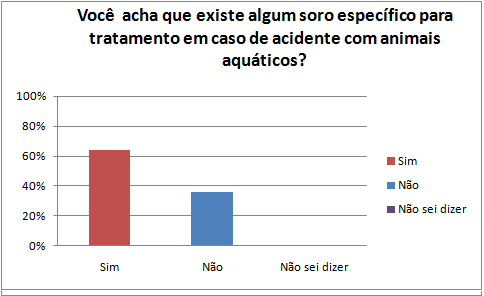 Você acha que existe algum soro específico para
tratamento em caso de acidente com animais
aquáticos?
100%
80%
60%
40%
20%
0%
Sim
Não
Não sei dizer
Sim
Não
Não sei dizer